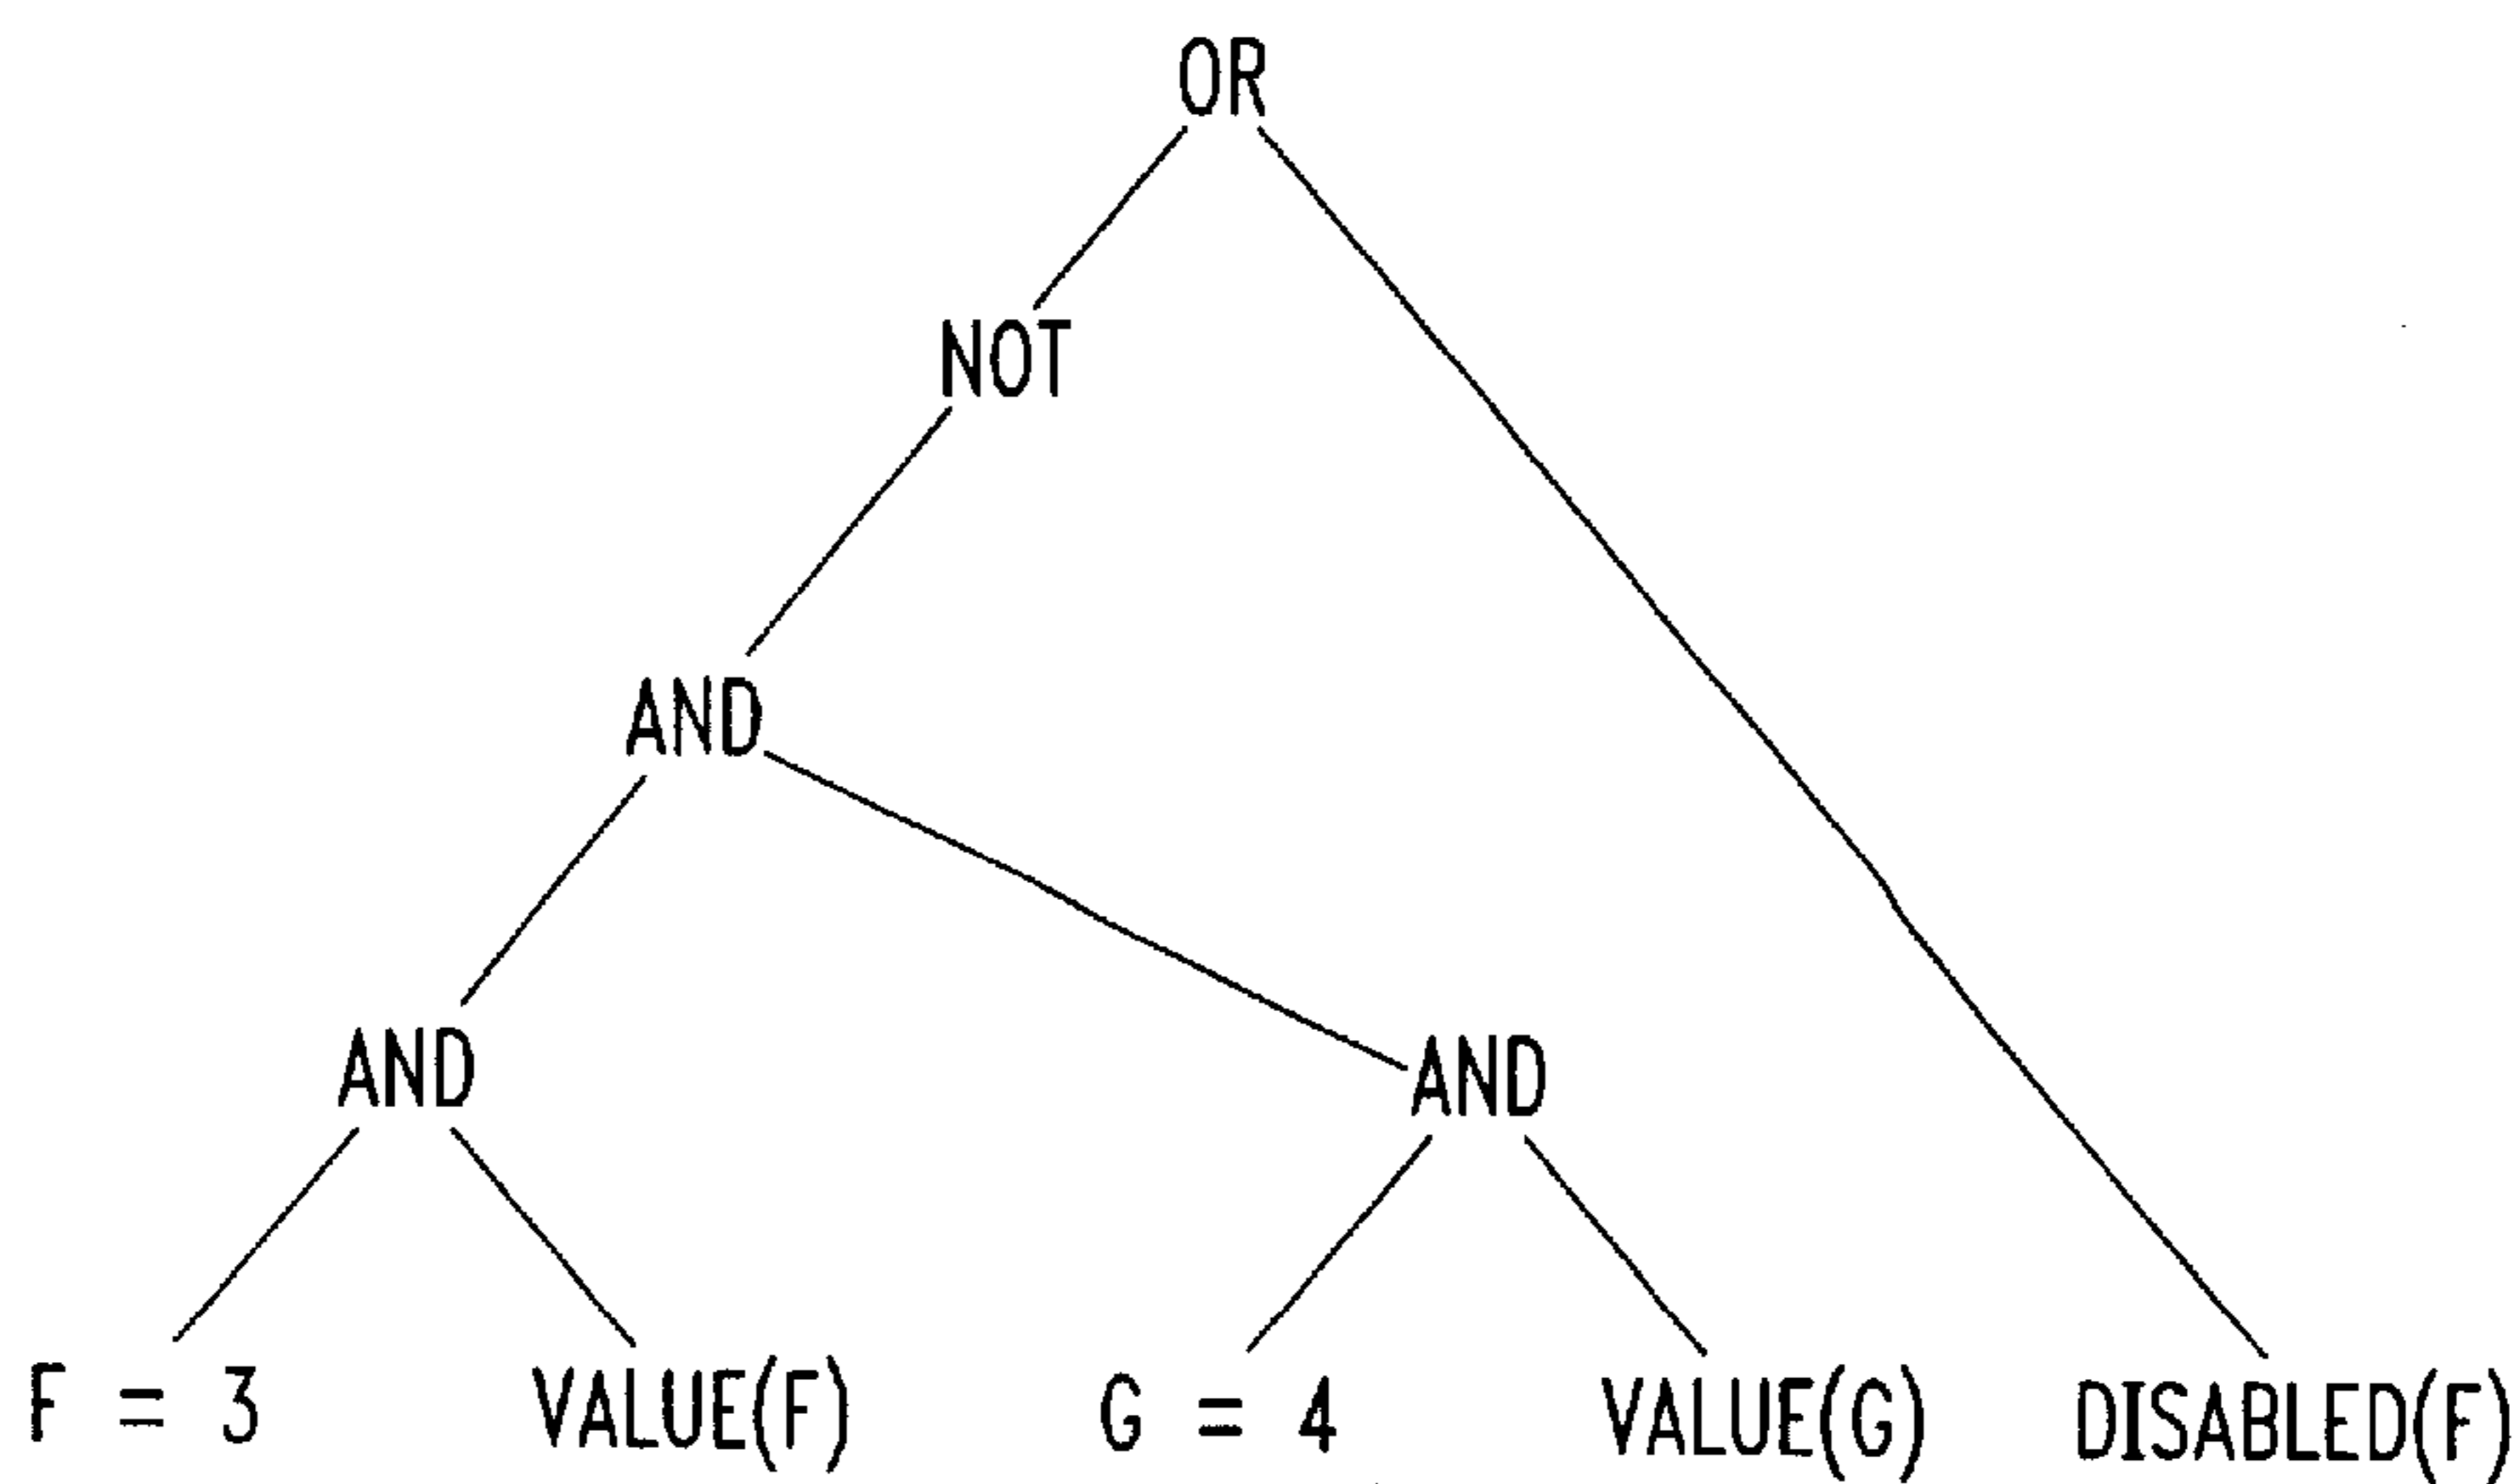 OR
NOT
AND
AND
AND
F = 3
VALUE(F)
G = 4
VALUE(G)
DISABLED(F)